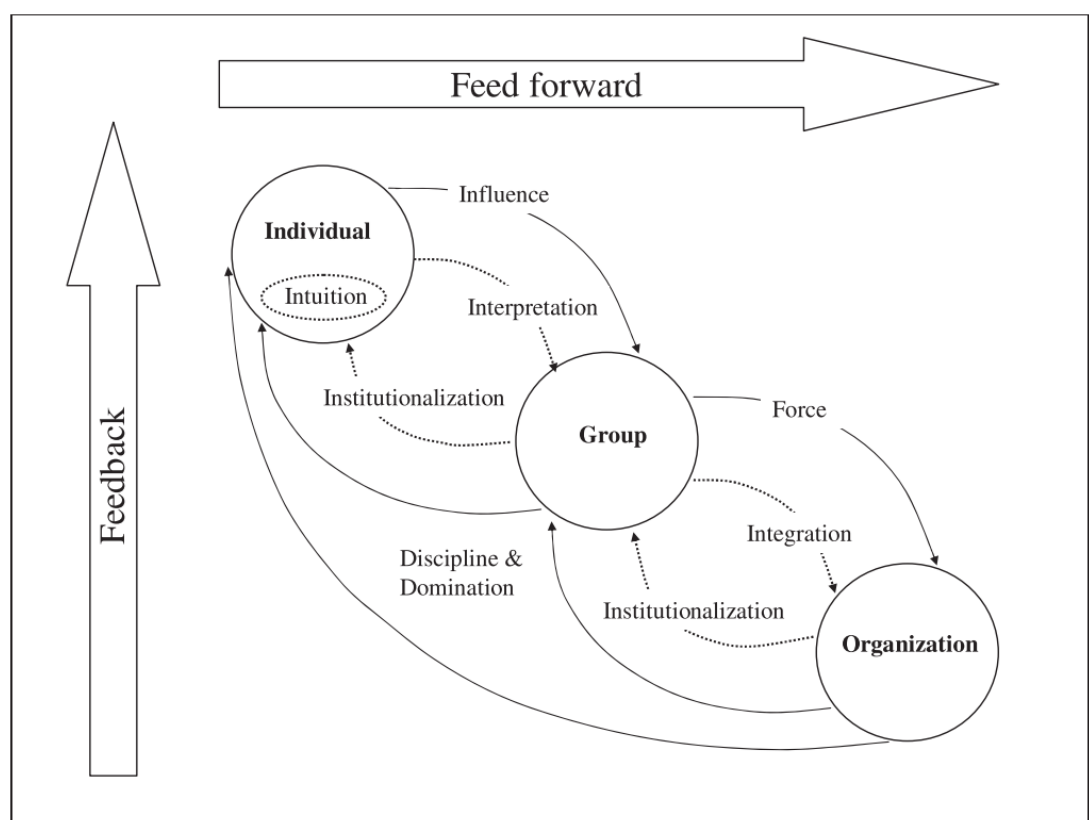 Feed forward
Influence
Individual
Intuition
Interpretation
Institutionalization
Force
Group
Feedback
Integration
Discipline &
Domination
Institutionalization
Organization